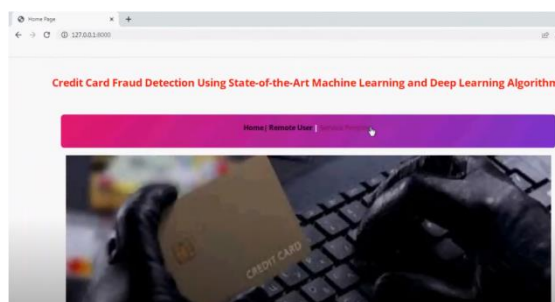 Home Page
127.0.0.1:8000
Credit Card Fraud Detection Using State-of-the-Art Machine Learning and Deep Learning Algorithm
Home | Remote User |
CREDIT CARD